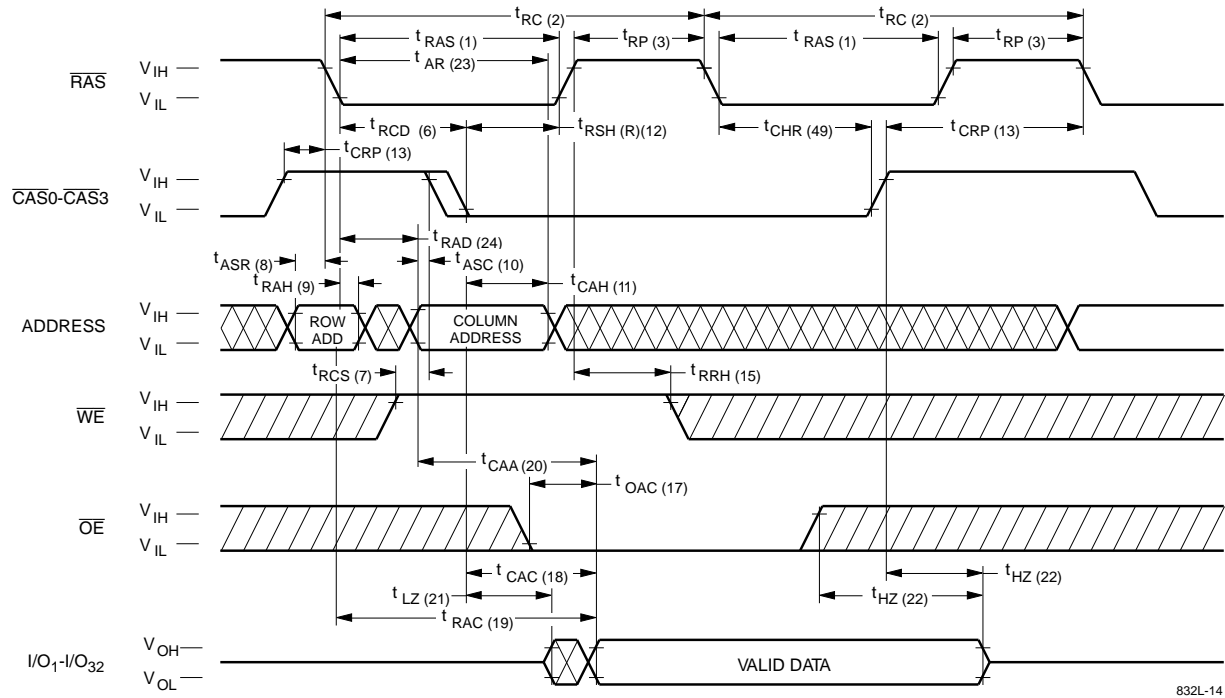 tRC (2) tRC (2)
tRAS (1) tRP (3) tRAS (1) tRP (3)
tAR (23)
RAS VIH
VIL
tRCD (6) tRSH (R)(12) tCHR (49) tCRP (13)
tCRP (13)
CAS0-CAS3 VIH
VIL
tRAD (24)
tASR (8) tASC (10)
tRAH (9) tCAH (11)
ADDRESS VIH ROW ADD COLUMN ADDRESS
VIL
tRCS (7) tRRH (15)
WE VIH
VIL
tCAA (20)
tOAC (17)
OE VIH
VIL
tCAC (18) tHZ (22)
tLZ (21) tHZ (22)
tRAC (19)
I/O1-I/O32 VOH VALID DATA
VOL
832L-14